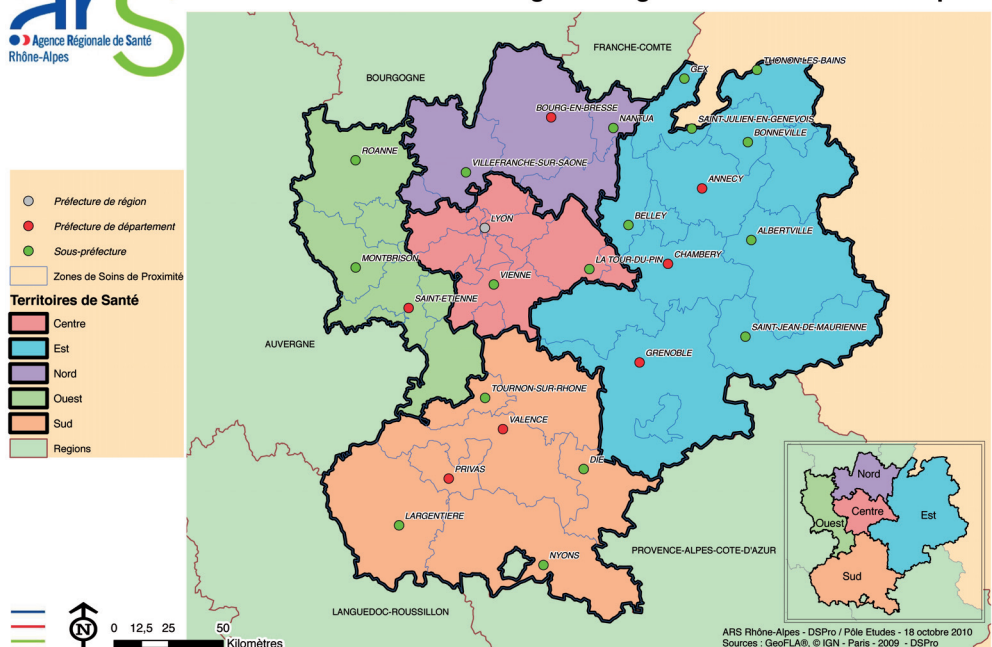 ars
Agence Régionale de Santé
Rhône-Alpes
Préfecture de région
Préfecture de département
Sous-préfecture
Zones de Soins de Proximité
Territoires de Santé
Centre
Est
Nord
Ouest
Sud
Regions
N
0 12,5 25 50
Kilomètres
FRANCHE-COMTE
BOURGOGNE
GEX
THONON-LES-BAINS
BOURG-EN-BRESSE
NANTUA
SAINT-JULIEN-EN-GENEVOIS
BONNEVILLE
ROANNE
VILLEFRANCHE-SUR-SAONE
ANNECY
LYON
BELLEY
ALBERTVILLE
MONTBRISON
LA TOUR-DU-PIN
CHAMBERY
VIENNE
SAINT-ETIENNE
SAINT-JEAN-DE-MAURIENNE
AUVERGNE
GRENOBLE
TOURNON-SUR-RHONE
VALENCE
DIE
PRIVAS
LARGENTIERE
NYONS
PROVENCE-ALPES-COTE-D'AZUR
LANGUEDOC-ROUSSILLON
Nord
Centre
Ouest
Est
Sud
ARS Rhône-Alpes - DSPro / Pôle Etudes - 18 octobre 2010
Sources : GeoFLA®, © IGN - Paris - 2009 - DSPro